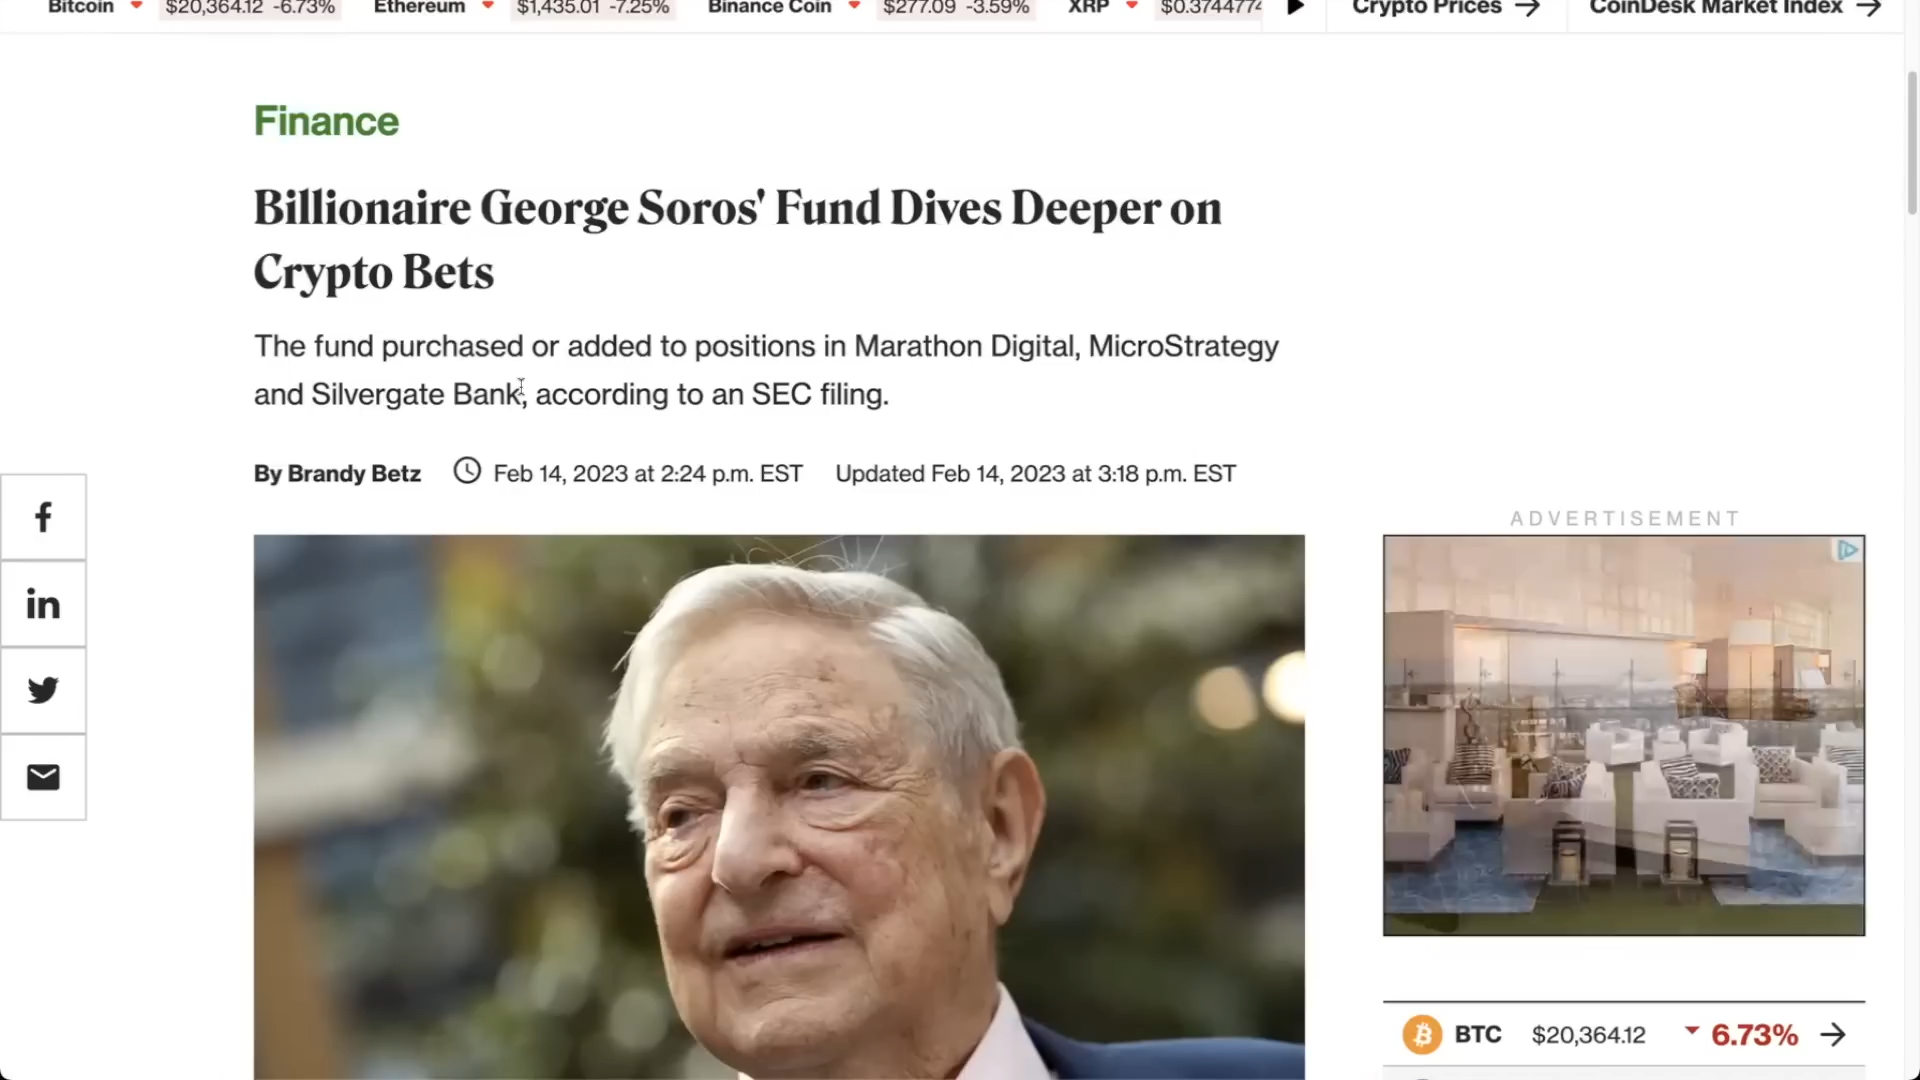 Bitcoin $20,364.12 -6.73% Ethereum $1,435.01 -7.25% Binance Coin $277.09 -3.59% XRP $0.3744774 Crypto Prices → CoinDesk Market Index →
Finance
Billionaire George Soros' Fund Dives Deeper on
Crypto Bets
The fund purchased or added to positions in Marathon Digital, MicroStrategy
and Silvergate Bank, according to an SEC filing.
By Brandy Betz Feb 14, 2023 at 2:24 p.m. EST Updated Feb 14, 2023 at 3:18 p.m. EST
ADVERTISEMENT
f
in
BTC $20,364.12 6.73% →